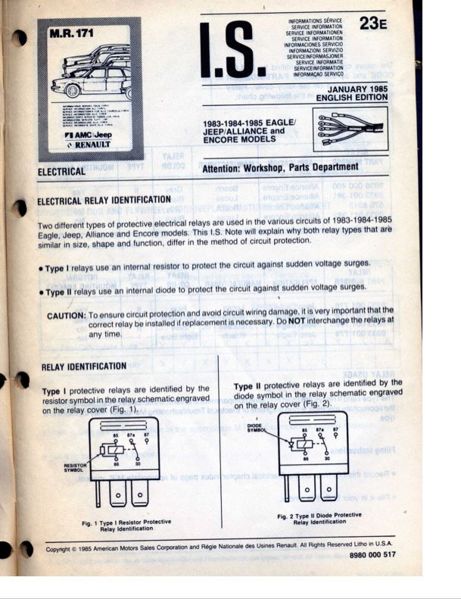 M.R. 171
AMC Jeep
RENAULT
I.S.
INFORMATIONS SERVICE
SERVICE INFORMATION
SERVICE INFORMATIONEN
SERVICE INFORMATION
INFORMACIONES SERVICIO
INFORMAZIONI SERVIZIO
SERVICEINFORMASJONER
SERVICE INFORMATIE
SERVICEINFORMATION
INFORMAÇAO SERVIÇO
23E
JANUARY 1985
ENGLISH EDITION
1983-1984-1985 EAGLE/
JEEP/ALLIANCE and
ENCORE MODELS
ELECTRICAL
Attention: Workshop, Parts Department
ELECTRICAL RELAY IDENTIFICATION
Two different types of protective electrical relays are used in the various circuits of 1983-1984-1985
Eagle, Jeep, Alliance and Encore models. This I.S. Note will explain why both relay types that are
similar in size, shape and function, differ in the method of circuit protection.
• Type I relays use an internal resistor to protect the circuit against sudden voltage surges.
• Type II relays use an internal diode to protect the circuit against sudden voltage surges.
CAUTION: To ensure circuit protection and avoid circuit wiring damage, it is very important that the
correct relay be installed if replacement is necessary. Do NOT interchange the relays at
any time.
RELAY IDENTIFICATION
Type I protective relays are identified by the
resistor symbol in the relay schematic engraved
on the relay cover (Fig. 1).
85 87a 87
RESISTOR
SYMBOL
86 30
Fig. 1 Type I Resistor Protective
Relay Identification
Type II protective relays are identified by the
diode symbol in the relay schematic engraved
on the relay cover (Fig. 2).
DIODE
SYMBOL
85 87a 87
86 30
Fig. 2 Type II Diode Protective
Relay Identification
Copyright © 1985 American Motors Sales Corporation and Régie Nationale des Usines Renault. All Rights Reserved Litho in U.S.A.
8980 000 517